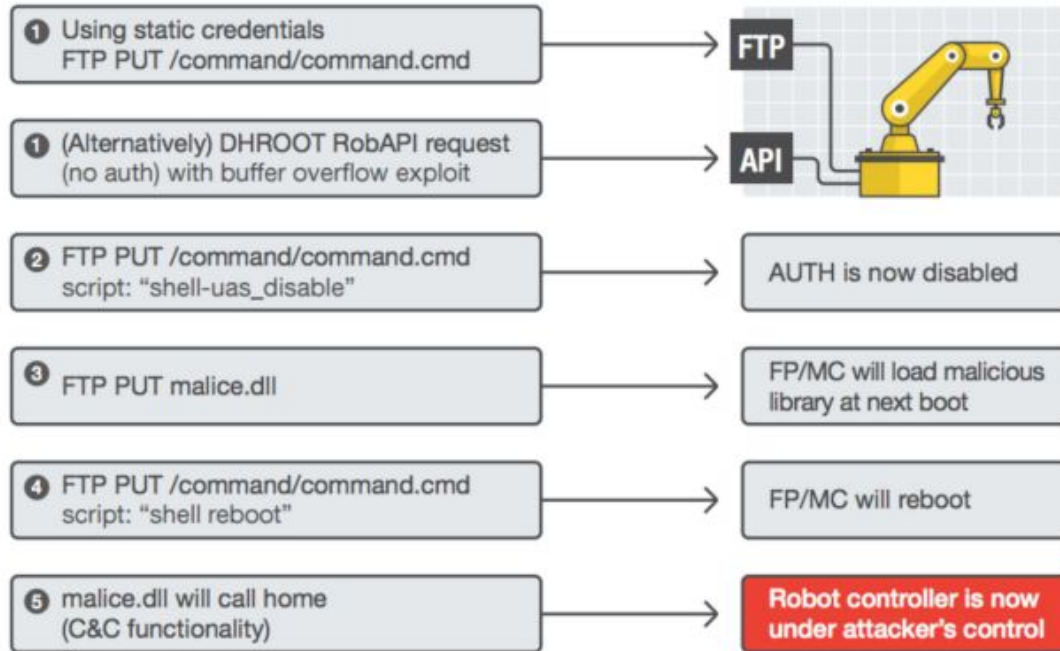 1 Using static credentials
FTP PUT /command/command.cmd
FTP
1 (Alternatively) DHROOT RobAPI request
(no auth) with buffer overflow exploit
API
2 FTP PUT /command/command.cmd
script: “shell-uas_disable”
AUTH is now disabled
3 FTP PUT malice.dll
FP/MC will load malicious
library at next boot
4 FTP PUT /command/command.cmd
script: “shell reboot”
FP/MC will reboot
5 malice.dll will call home
(C&C functionality)
Robot controller is now
under attacker’s control